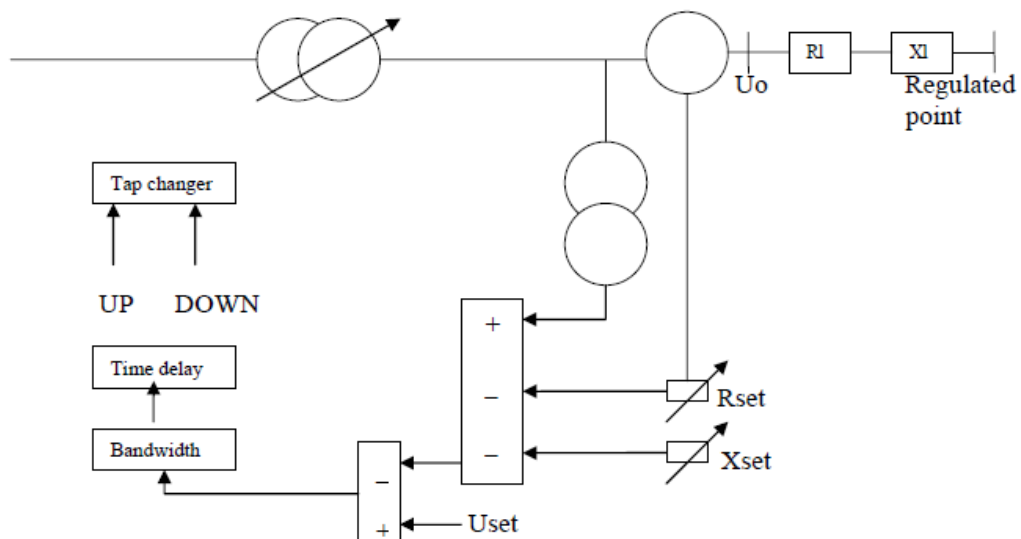 Rl
Xl
Uo
Regulated
point
Tap changer
UP
DOWN
+
Time delay
−
Rset
Bandwidth
−
Xset
−
+
Uset